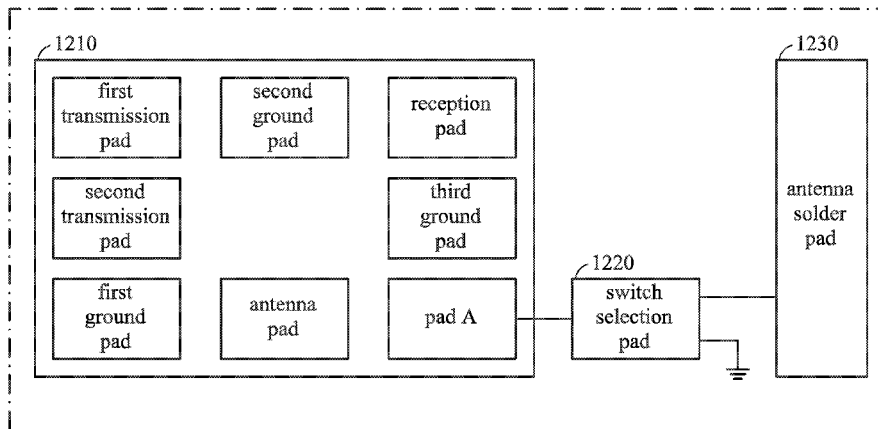 1210
1230
first
transmission
pad
second
ground
pad
reception
pad
second
transmission
pad
third
ground
pad
antenna
solder
pad
1220
first
ground
pad
antenna
pad
pad A
switch
selection
pad